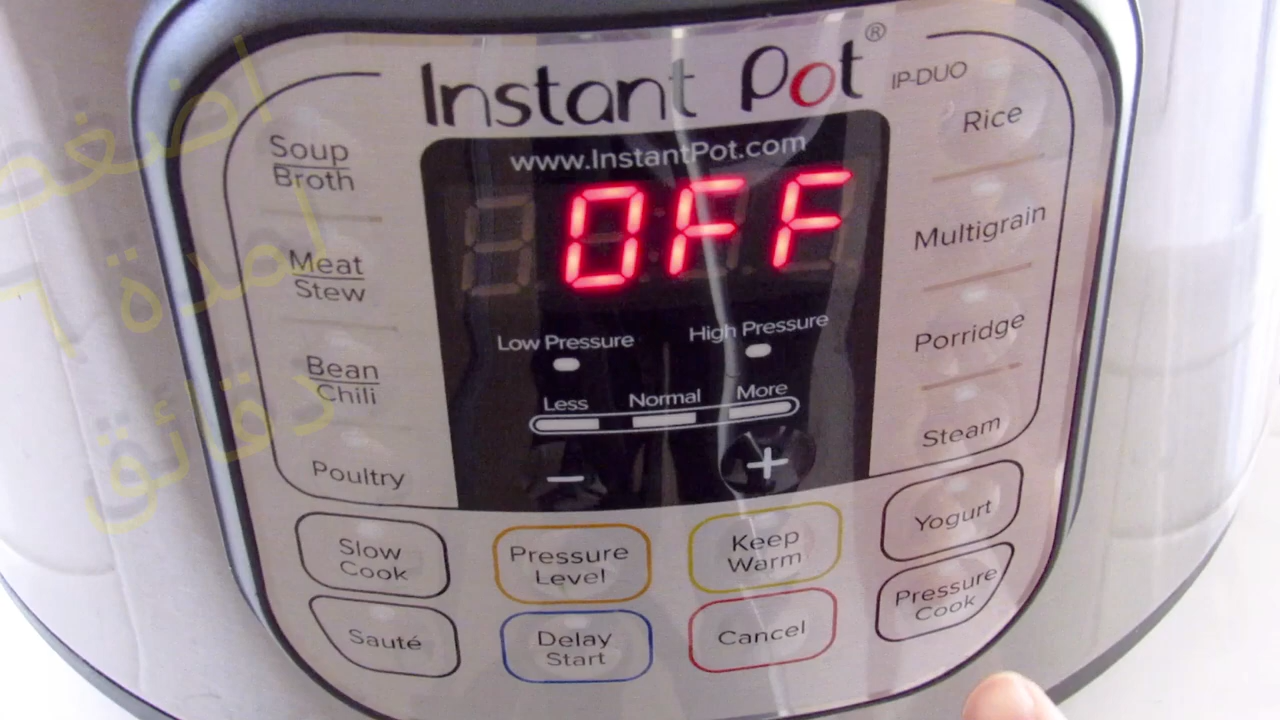 Instant Pot® IP-DUO
www.InstantPot.com
OFF
Low Pressure
High Pressure
Less
Normal
More
−
+
Soup
Broth
Meat
Stew
Bean
Chili
Poultry
Rice
Multigrain
Porridge
Steam
Slow
Cook
Pressure
Level
Keep
Warm
Yogurt
Sauté
Delay
Start
Cancel
Pressure
Cook
اضغط
لمدة ٦
دقائق